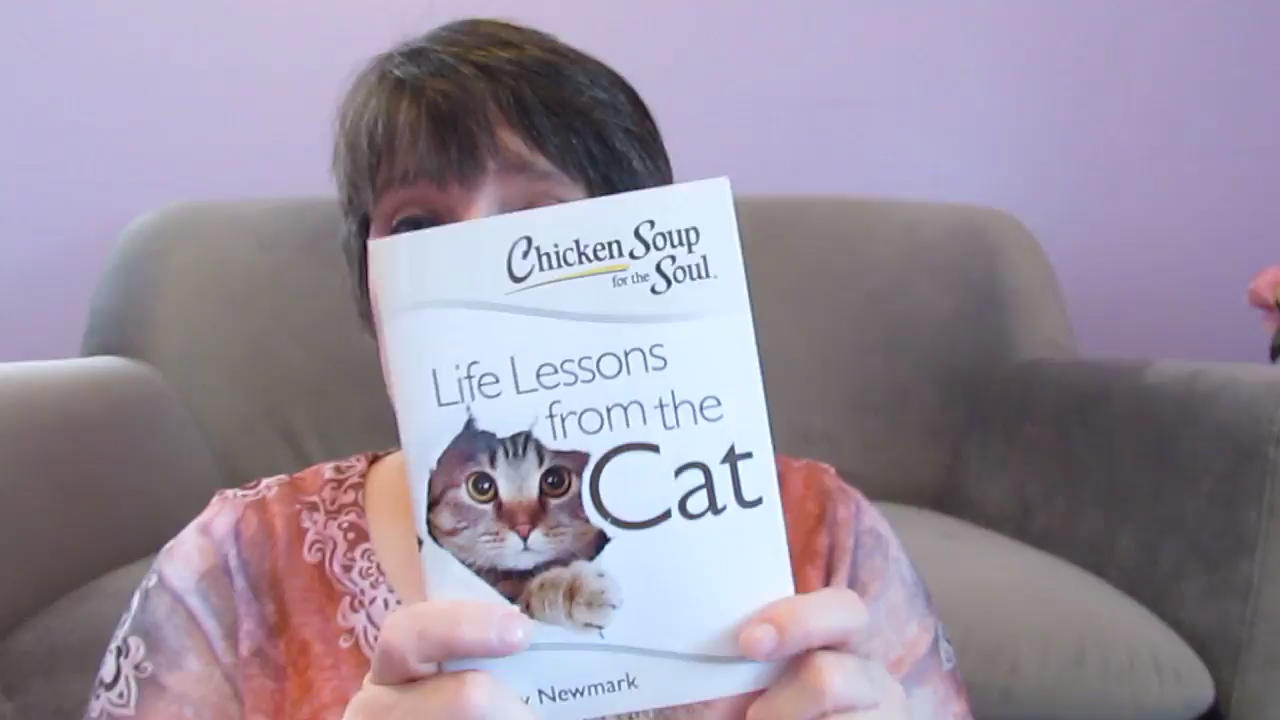 Chicken Soup
for the Soul
Life Lessons
from the
Cat
Newmark